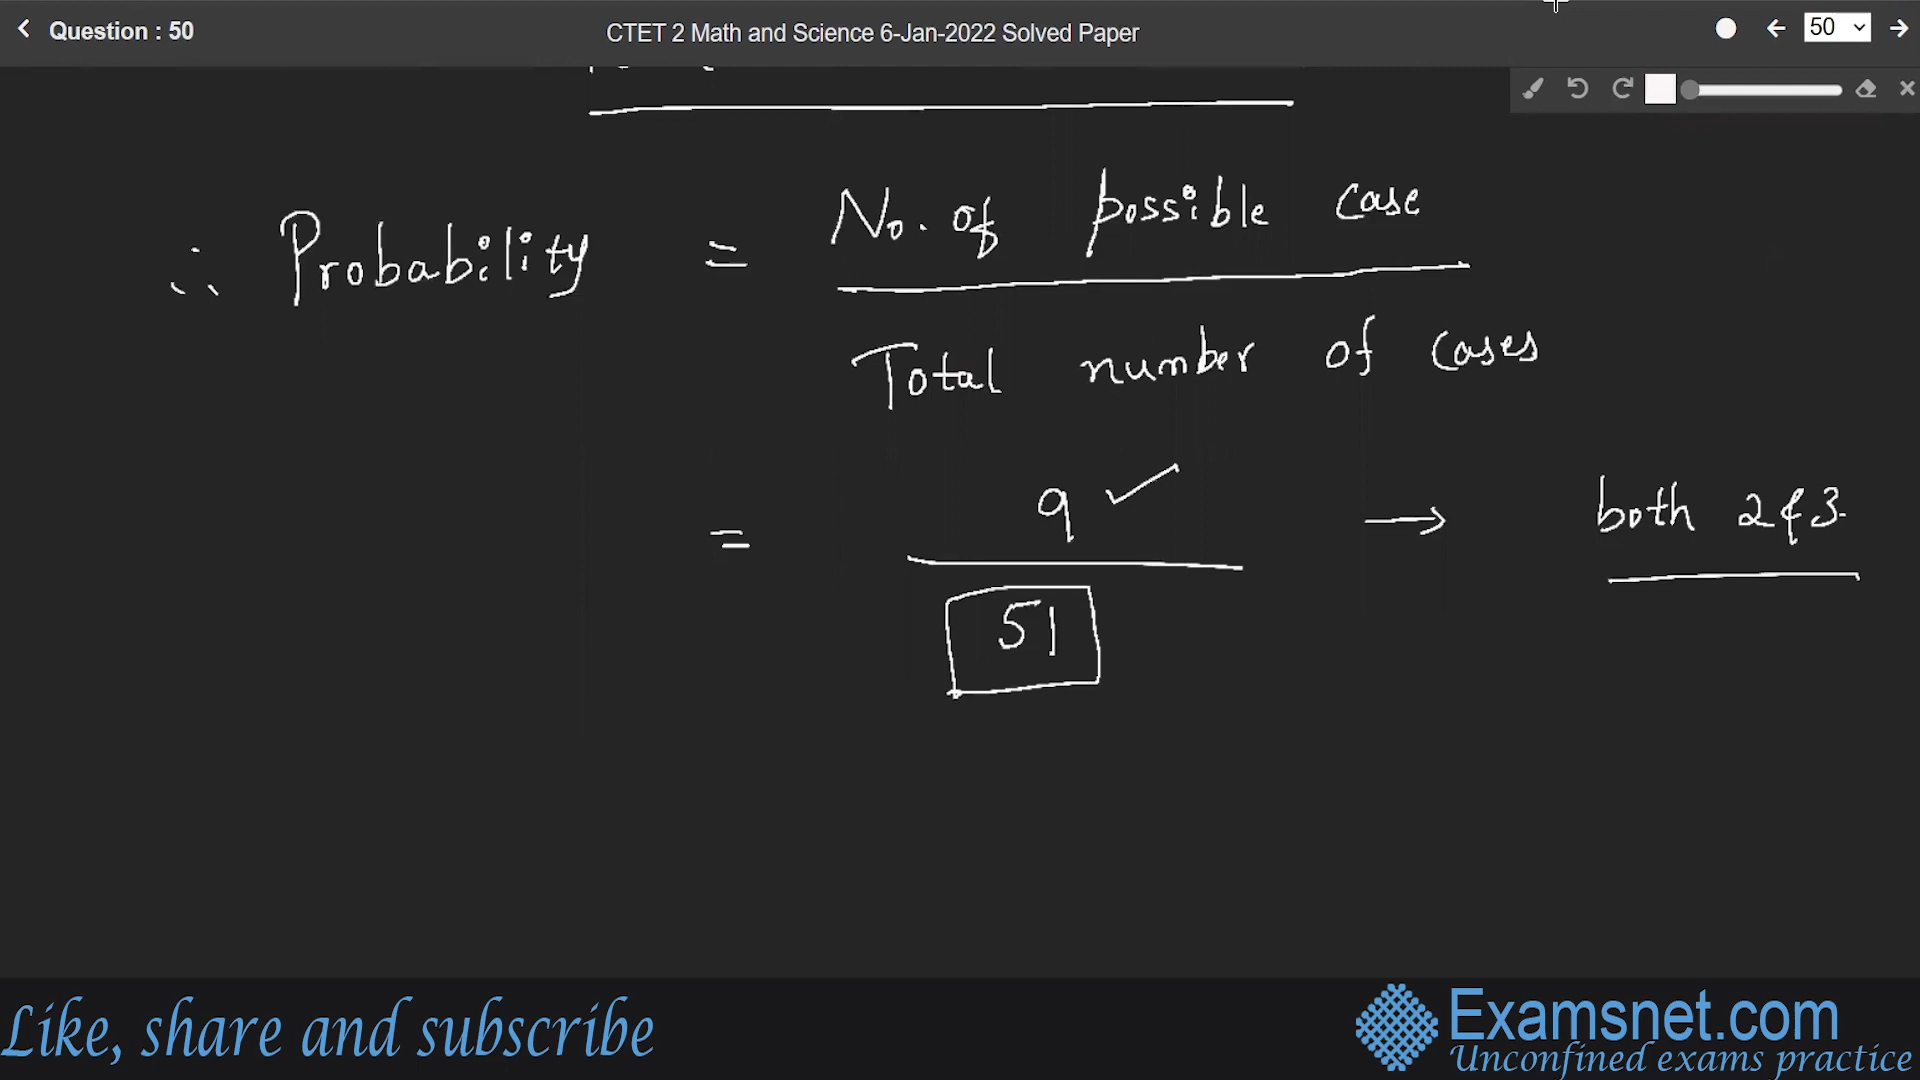 Question : 50
CTET 2 Math and Science 6-Jan-2022 Solved Paper
50
∴ Probability = No. of possible case
Total number of cases
= 9 ✓ → both 2 & 3.
51
Like, share and subscribe
Examsnet.com
Unconfined exams practice